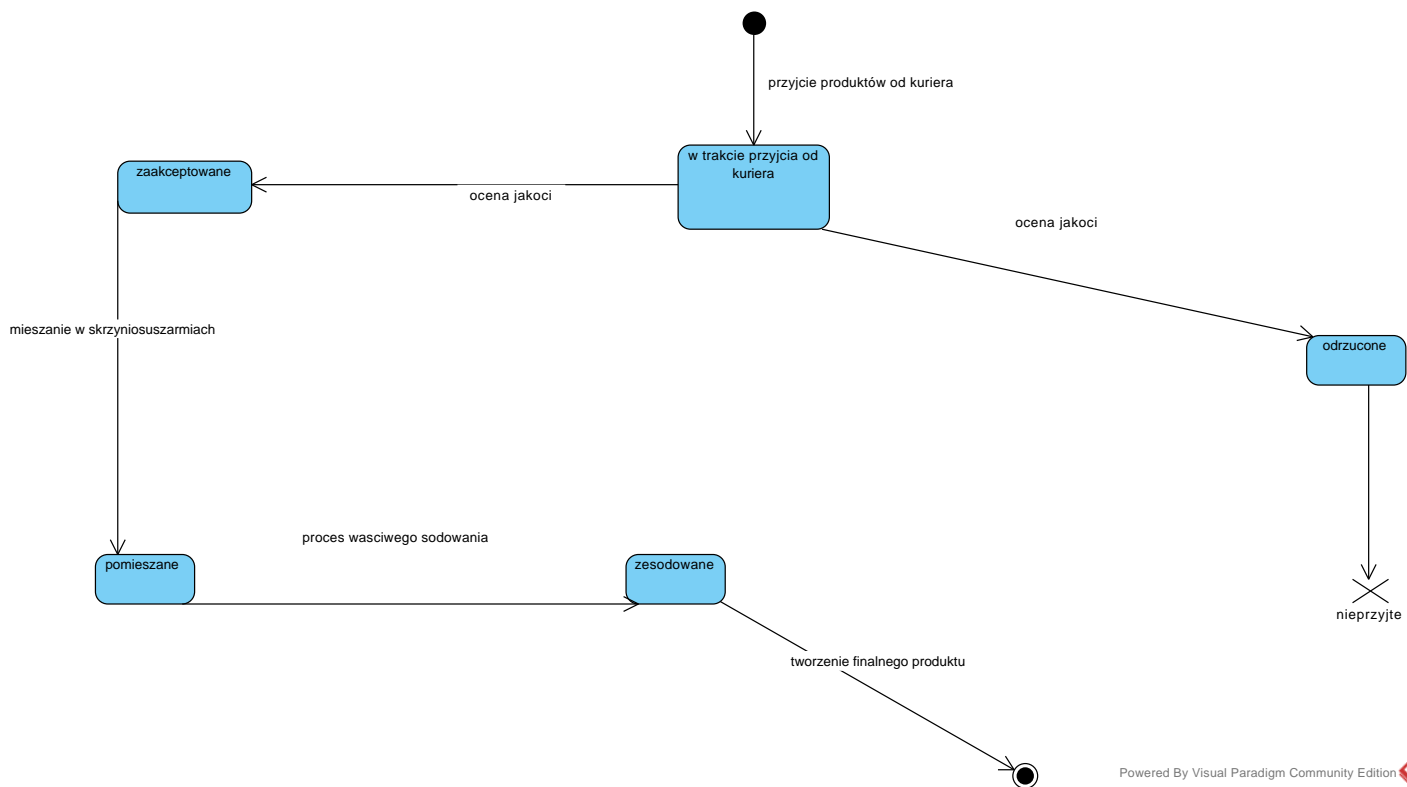 przyjcie produktów od kuriera
w trakcie przyjcia od
kuriera
zaakceptowane
ocena jakoci
ocena jakoci
mieszanie w skrzyniosuszarmiach
odrzucone
proces wasciwego sodowania
pomieszane
zesodowane
nieprzyjte
tworzenie finalnego produktu
Powered By Visual Paradigm Community Edition